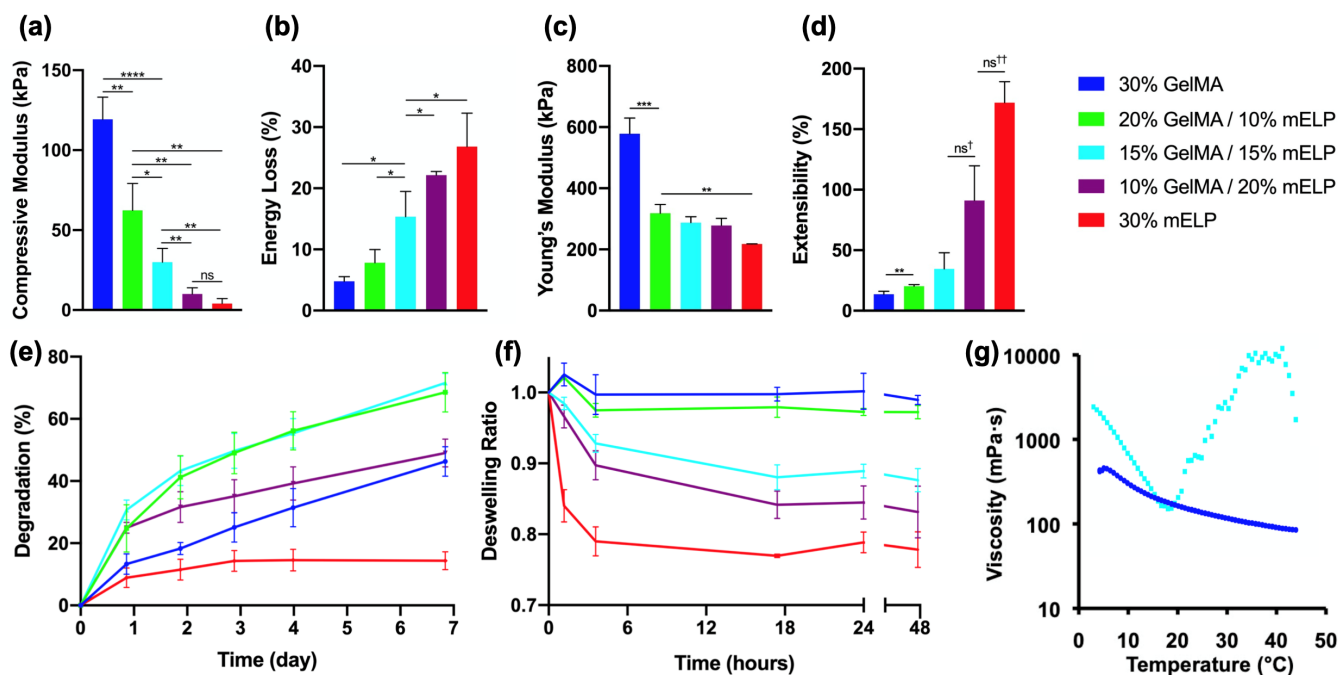 (a)
(b)
(c)
(d)
Compressive Modulus (kPa)
150
100
50
0
****
**
**
**
*
**
**
ns
Energy Loss (%)
40
30
20
10
0
*
*
*
*
Young's Modulus (kPa)
800
600
400
200
0
***
**
Extensibility (%)
200
150
100
50
0
**
ns†
ns††
30% GelMA
20% GelMA / 10% mELP
15% GelMA / 15% mELP
10% GelMA / 20% mELP
30% mELP
(e)
Degradation (%)
80
60
40
20
0
0 1 2 3 4 5 6 7
Time (day)
(f)
Deswelling Ratio
1.0
0.9
0.8
0.7
0 6 12 18 24 48
Time (hours)
(g)
Viscosity (mPa·s)
10000
1000
100
10
0 10 20 30 40 50
Temperature (°C)